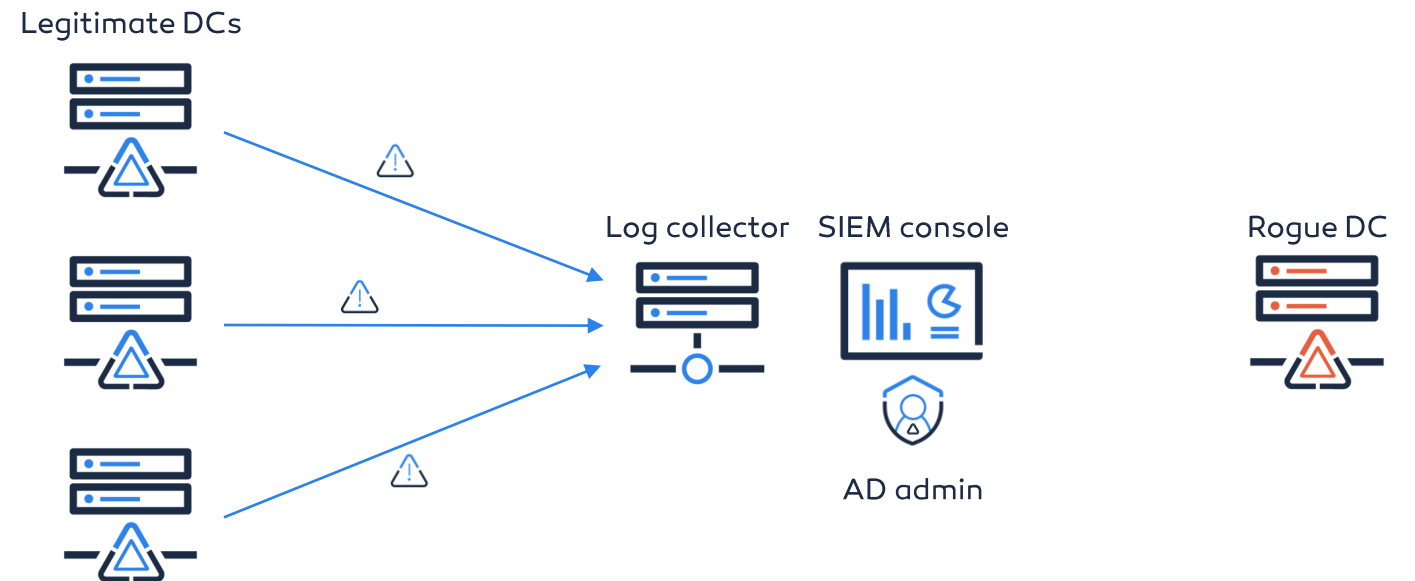 Legitimate DCs
Log collector
SIEM console
Rogue DC
AD admin